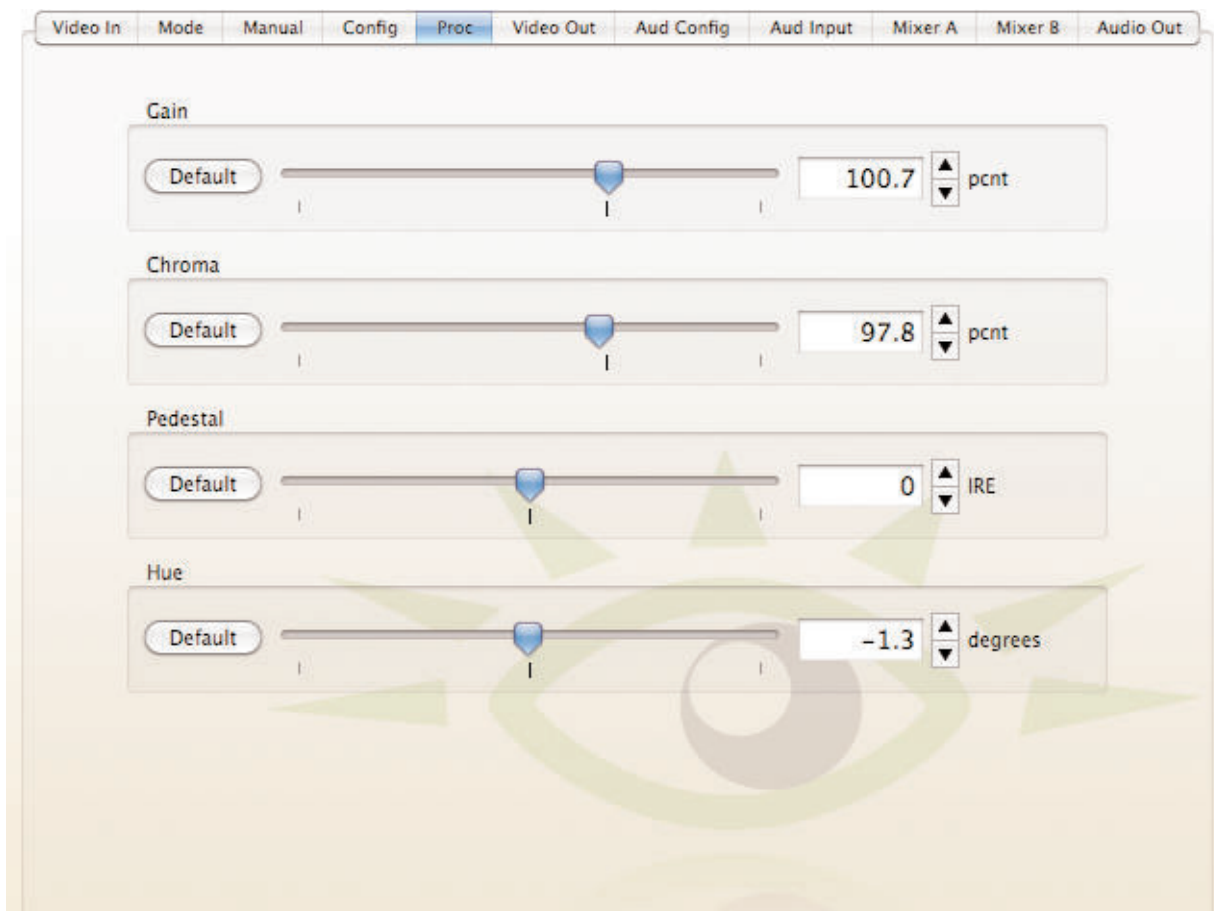 Video In Mode Manual Config Proc Video Out Aud Config Aud Input Mixer A Mixer B Audio Out
Gain
Default 100.7 pcnt
Chroma
Default 97.8 pcnt
Pedestal
Default 0 IRE
Hue
Default -1.3 degrees